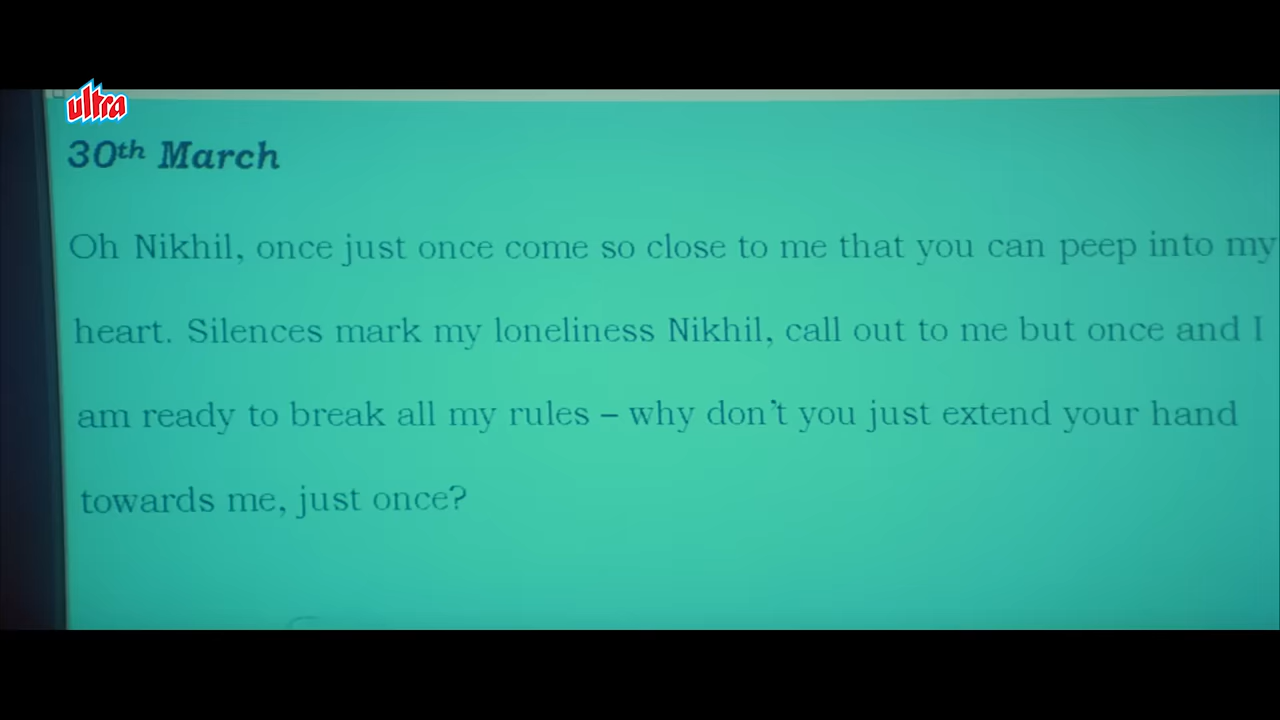 ultra
30th March
Oh Nikhil, once just once come so close to me that you can peep into my
heart. Silences mark my loneliness Nikhil, call out to me but once and I
am ready to break all my rules – why don't you just extend your hand
towards me, just once?